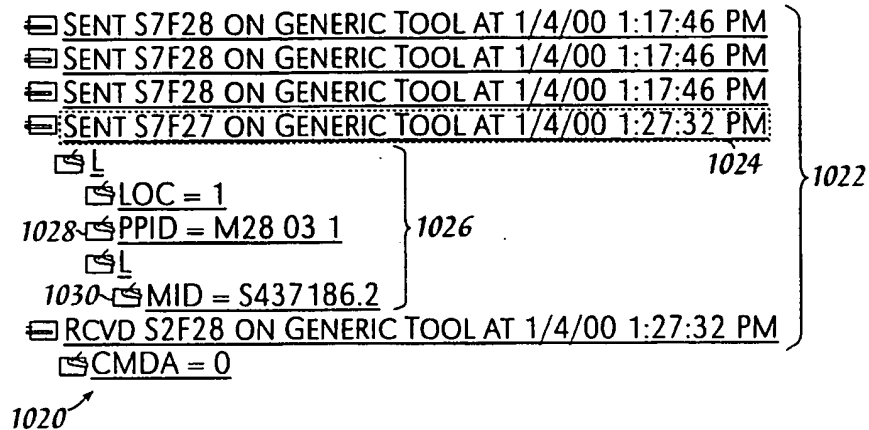 SENT S7F28 ON GENERIC TOOL AT 1/4/00 1:17:46 PM
SENT S7F28 ON GENERIC TOOL AT 1/4/00 1:17:46 PM
SENT S7F28 ON GENERIC TOOL AT 1/4/00 1:17:46 PM
SENT S7F27 ON GENERIC TOOL AT 1/4/00 1:27:32 PM
1024
1022
L
LOC = 1
1028 PPID = M28 03 1
1026
L
1030 MID = S437186.2
RCVD S2F28 ON GENERIC TOOL AT 1/4/00 1:27:32 PM
CMDA = 0
1020